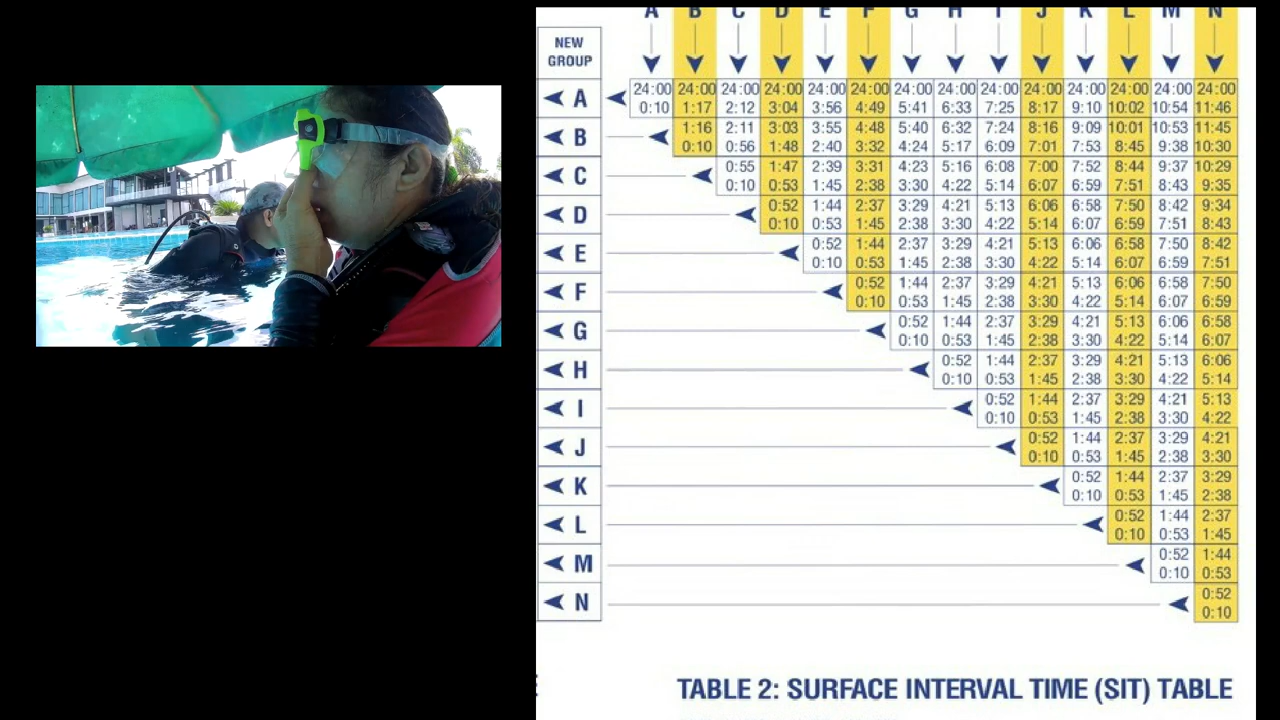 A B C D E F G H I J K L M N
NEW
GROUP
A 24:00 24:00 24:00 24:00 24:00 24:00 24:00 24:00 24:00 24:00 24:00 24:00 24:00 24:00
0:10 1:17 2:12 3:04 3:56 4:49 5:41 6:33 7:25 8:17 9:10 10:02 10:54 11:46
B 1:16 2:11 3:03 3:55 4:48 5:40 6:32 7:24 8:16 9:09 10:01 10:53 11:45
0:10 0:56 1:48 2:40 3:32 4:24 5:17 6:09 7:01 7:53 8:45 9:38 10:30
C 0:55 1:47 2:39 3:31 4:23 5:16 6:08 7:00 7:52 8:44 9:37 10:29
0:10 0:53 1:45 2:38 3:30 4:22 5:14 6:07 6:59 7:51 8:43 9:35
D 0:52 1:44 2:37 3:29 4:21 5:13 6:06 6:58 7:50 8:42 9:34
0:10 0:53 1:45 2:38 3:30 4:22 5:14 6:07 6:59 7:51 8:43
E 0:52 1:44 2:37 3:29 4:21 5:13 6:06 6:58 7:50 8:42
0:10 0:53 1:45 2:38 3:30 4:22 5:14 6:07 6:59 7:51
F 0:52 1:44 2:37 3:29 4:21 5:13 6:06 6:58 7:50
0:10 0:53 1:45 2:38 3:30 4:22 5:14 6:07 6:59
G 0:52 1:44 2:37 3:29 4:21 5:13 6:06 6:58
0:10 0:53 1:45 2:38 3:30 4:22 5:14 6:07
H 0:52 1:44 2:37 3:29 4:21 5:13 6:06
0:10 0:53 1:45 2:38 3:30 4:22 5:14
I 0:52 1:44 2:37 3:29 4:21 5:13
0:10 0:53 1:45 2:38 3:30 4:22
J 0:52 1:44 2:37 3:29 4:21
0:10 0:53 1:45 2:38 3:30
K 0:52 1:44 2:37 3:29
0:10 0:53 1:45 2:38
L 0:52 1:44 2:37
0:10 0:53 1:45
M 0:52 1:44
0:10 0:53
N 0:52
0:10
TABLE 2: SURFACE INTERVAL TIME (SIT) TABLE